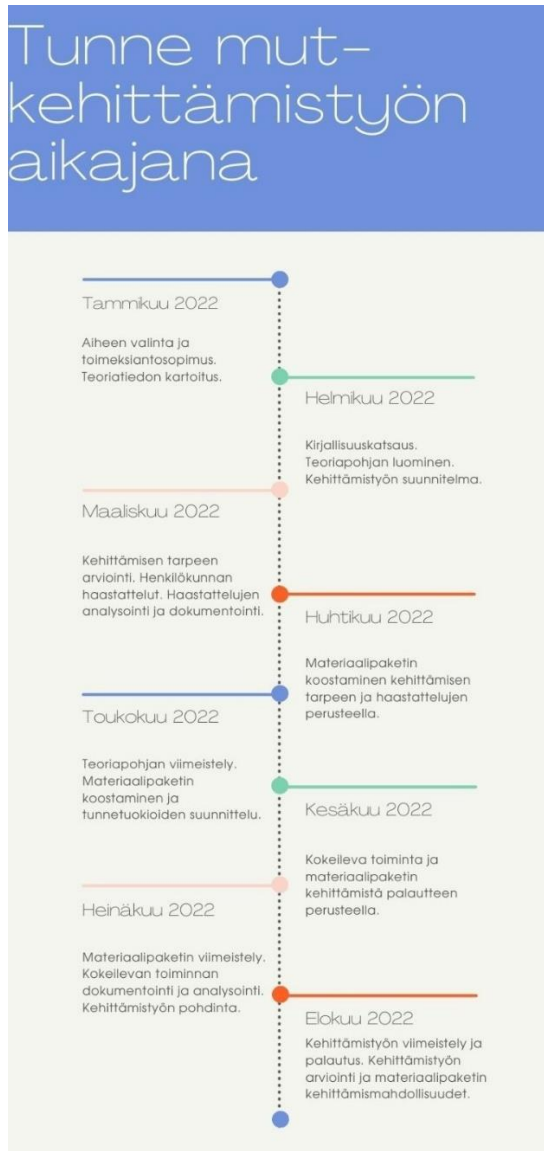 Tunne mut-
kehittämistyön
aikajana
Tammikuu 2022
Aiheen valinta ja
toimeksiantosopimus.
Teoriatiedon kartoitus.
Helmikuu 2022
Kirjallisuuskatsaus.
Teoriapohjan luominen.
Kehittämistyön suunnitelma.
Maaliskuu 2022
Kehittämisen tarpeen
arviointi. Henkilökunnan
haastattelut. Haastattelujen
analysointi ja dokumentointi.
Huhtikuu 2022
Materiaalipaketin
koostaminen kehittämisen
tarpeen ja haastattelujen
perusteella.
Toukokuu 2022
Teoriapohjan viimeistely.
Materiaalipaketin
koostaminen ja
tunnetuokioiden suunnittelu.
Kesäkuu 2022
Kokeileva toiminta ja
materiaalipaketin
kehittämistä palautteen
perusteella.
Heinäkuu 2022
Materiaalipaketin viimeistely.
Kokeilevan toiminnan
dokumentointi ja analysointi.
Kehittämistyön pohdinta.
Elokuu 2022
Kehittämistyön viimeistely ja
palautus. Kehittämistyön
arviointi ja materiaalipaketin
kehittämismahdollisuudet.